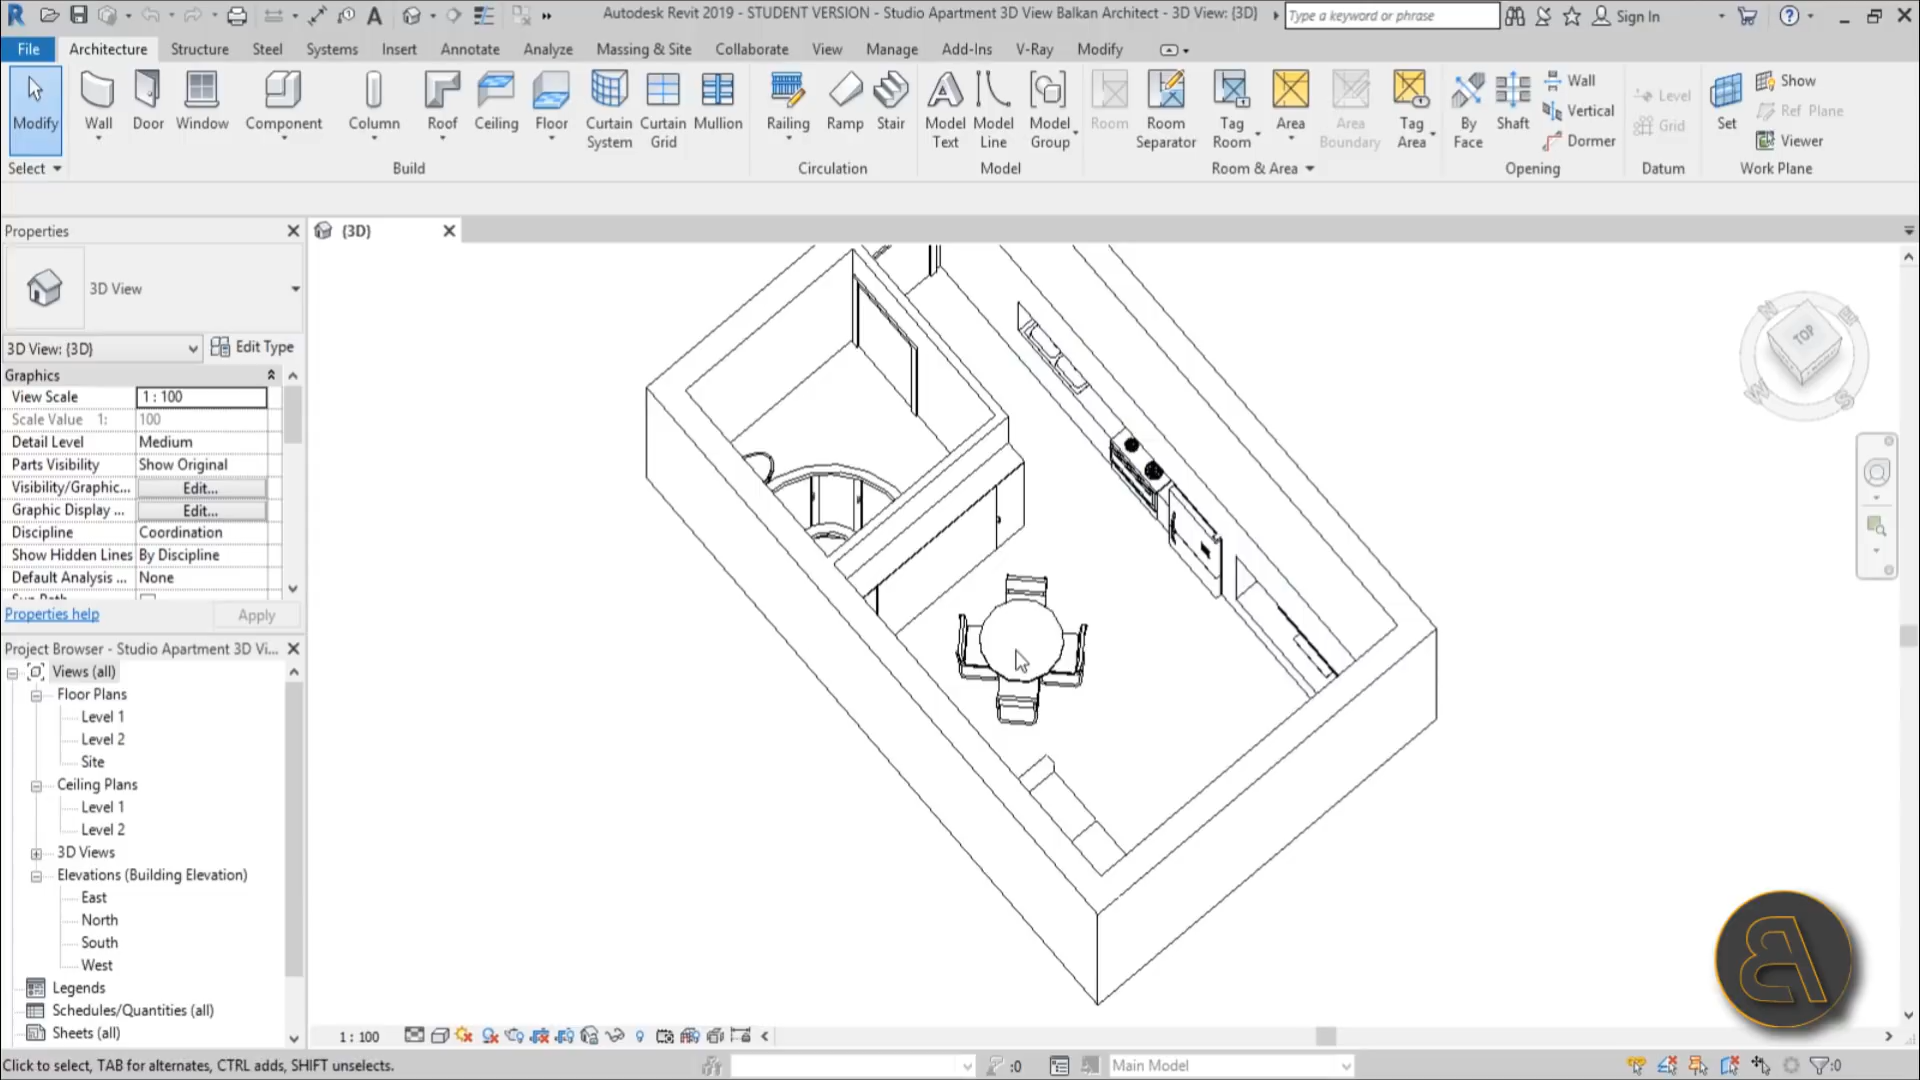 Autodesk Revit 2019 - STUDENT VERSION - Studio Apartment 3D View Balkan Architect - 3D View: {3D}
Type a keyword or phrase
Sign In
File Architecture Structure Steel Systems Insert Annotate Analyze Massing & Site Collaborate View Manage Add-Ins V-Ray Modify
Modify Wall Door Window Component Column Roof Ceiling Floor Curtain System Curtain Grid Mullion Railing Ramp Stair Model Text Model Line Model Group Room Room Separator Tag Room Area Area Boundary Tag Area By Face Shaft Wall Vertical Dormer Level Grid Set Show Ref Plane Viewer
Select Build Circulation Model Room & Area Opening Datum Work Plane
Properties
{3D}
3D View
3D View: {3D} Edit Type
Graphics
View Scale 1 : 100
Scale Value 1: 100
Detail Level Medium
Parts Visibility Show Original
Visibility/Graphic... Edit...
Graphic Display ... Edit...
Discipline Coordination
Show Hidden Lines By Discipline
Default Analysis ... None
Properties help Apply
Project Browser - Studio Apartment 3D Vi...
Views (all)
Floor Plans
Level 1
Level 2
Site
Ceiling Plans
Level 1
Level 2
3D Views
Elevations (Building Elevation)
East
North
South
West
Legends
Schedules/Quantities (all)
Sheets (all)
TOP
1 : 100
Click to select, TAB for alternates, CTRL adds, SHIFT unselects.
:0
Main Model
:0